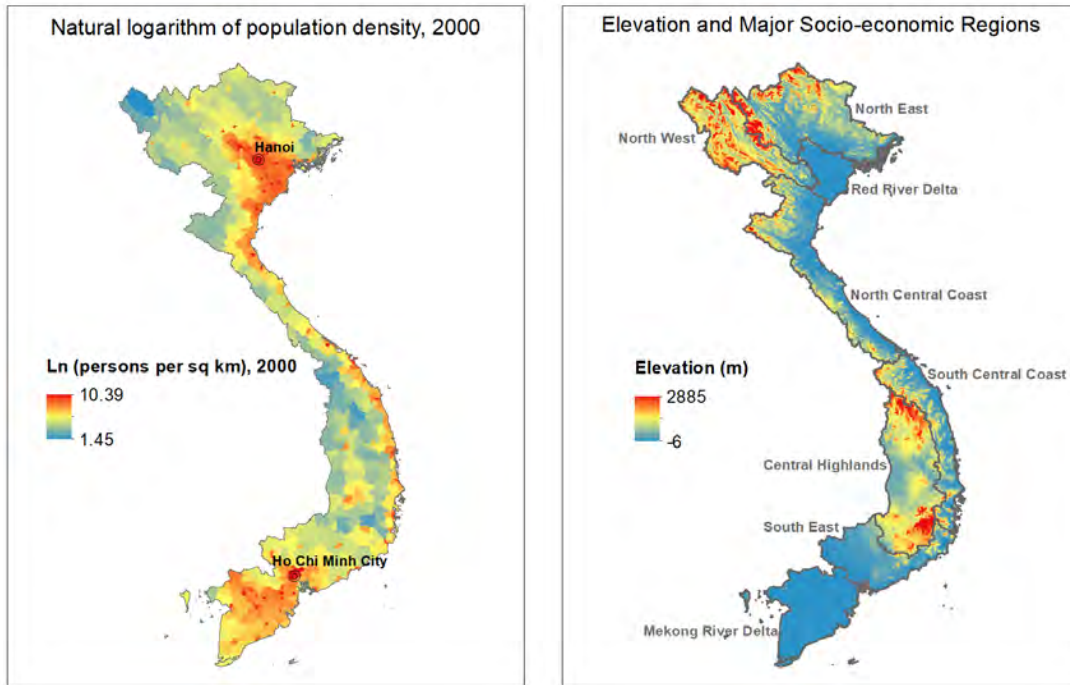 Natural logarithm of population density, 2000
Hanoi
Ln (persons per sq km), 2000
10.39
1.45
Ho Chi Minh City
Elevation and Major Socio-economic Regions
North East
North West
Red River Delta
North Central Coast
South Central Coast
Elevation (m)
2885
-6
Central Highlands
South East
Mekong River Delta